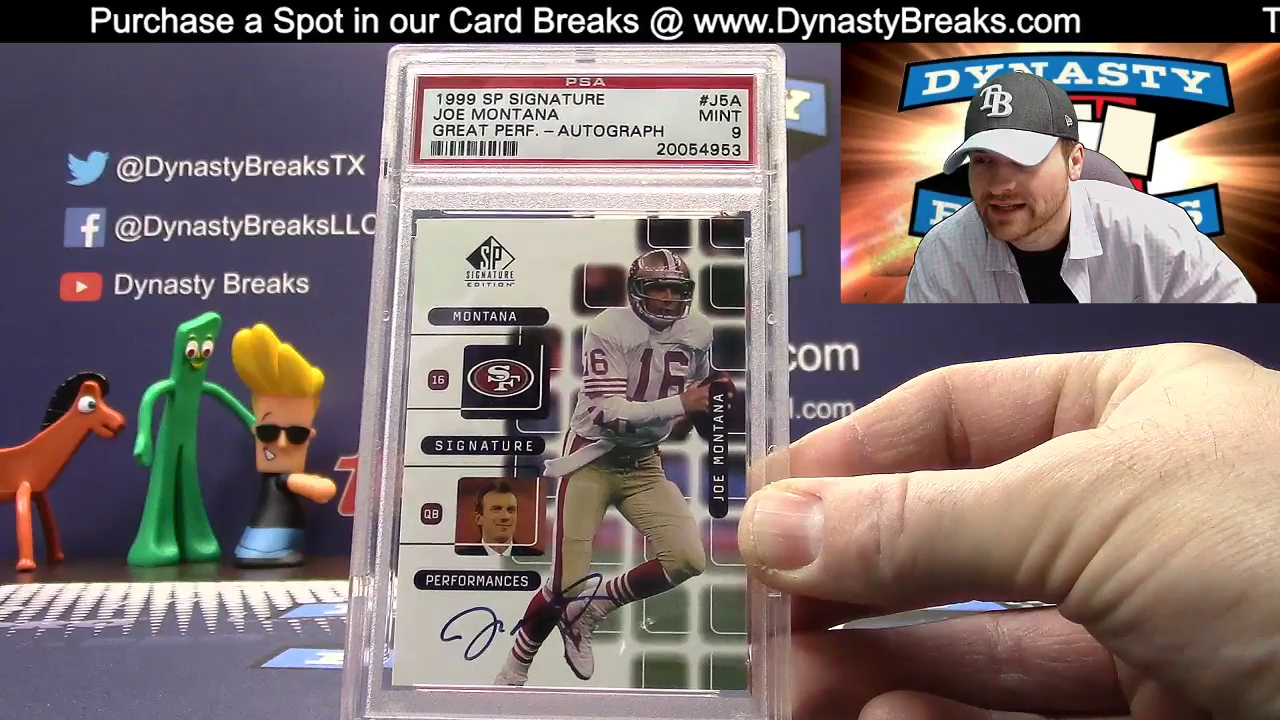 Purchase a Spot in our Card Breaks @ www.DynastyBreaks.com
T
PSA
1999 SP SIGNATURE #J5A
JOE MONTANA MINT
GREAT PERF. – AUTOGRAPH 9
20054953
DYNASTY
TB
@DynastyBreaksTX
@DynastyBreaksLLC
Dynasty Breaks
SP
SIGNATURE
EDITION
MONTANA
16
SF
16
16
SIGNATURE
QB
JOE MONTANA
PERFORMANCES
com
.com